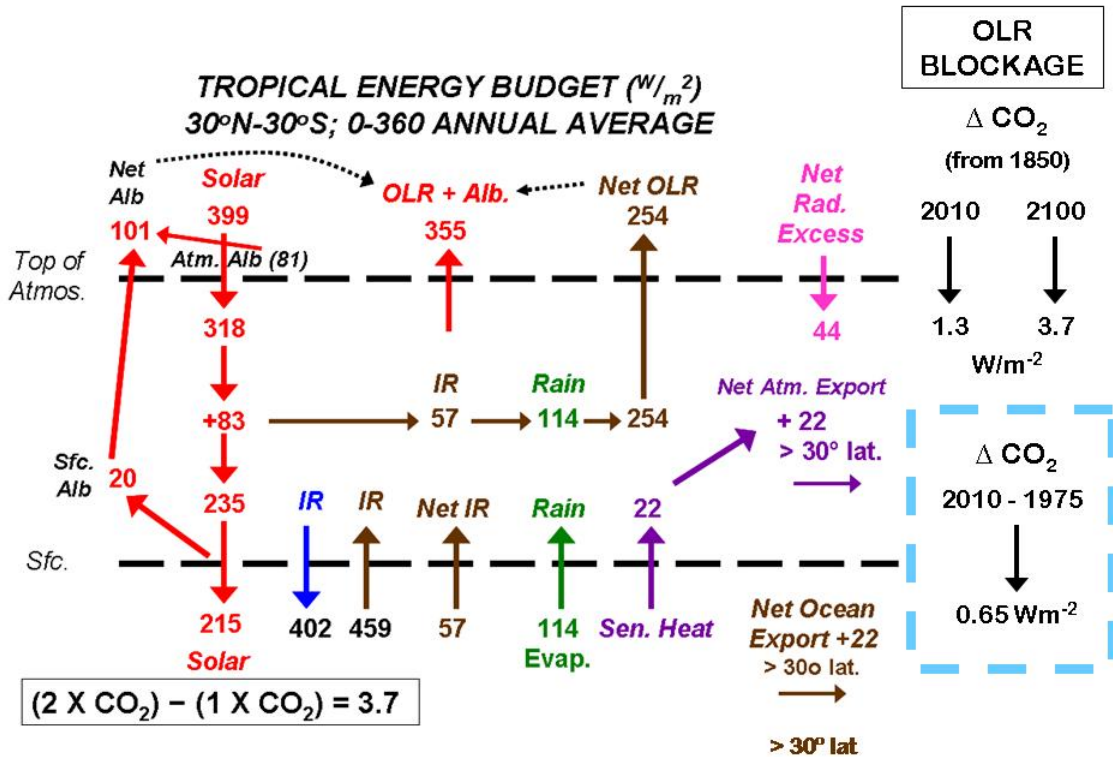 OLR
BLOCKAGE
TROPICAL ENERGY BUDGET (W/m²)
30ºN-30ºS; 0-360 ANNUAL AVERAGE
Δ CO₂
(from 1850)
2010 2100
1.3 3.7
W/m⁻²
Net
Alb
101
Solar
399
OLR + Alb.
355
Net OLR
254
Net
Rad.
Excess
44
Atm. Alb (81)
Top of
Atmos.
318
+83
IR
57
Rain
114
254
Net Atm. Export
+ 22
> 30° lat.
Sfc.
Alb
20
235
IR
IR
Net IR
Rain
22
Sfc.
215
Solar
402
459
57
114
Evap.
Sen. Heat
Net Ocean
Export +22
> 30o lat.
> 30º lat
Δ CO₂
2010 - 1975
0.65 Wm⁻²
(2 X CO₂) − (1 X CO₂) = 3.7